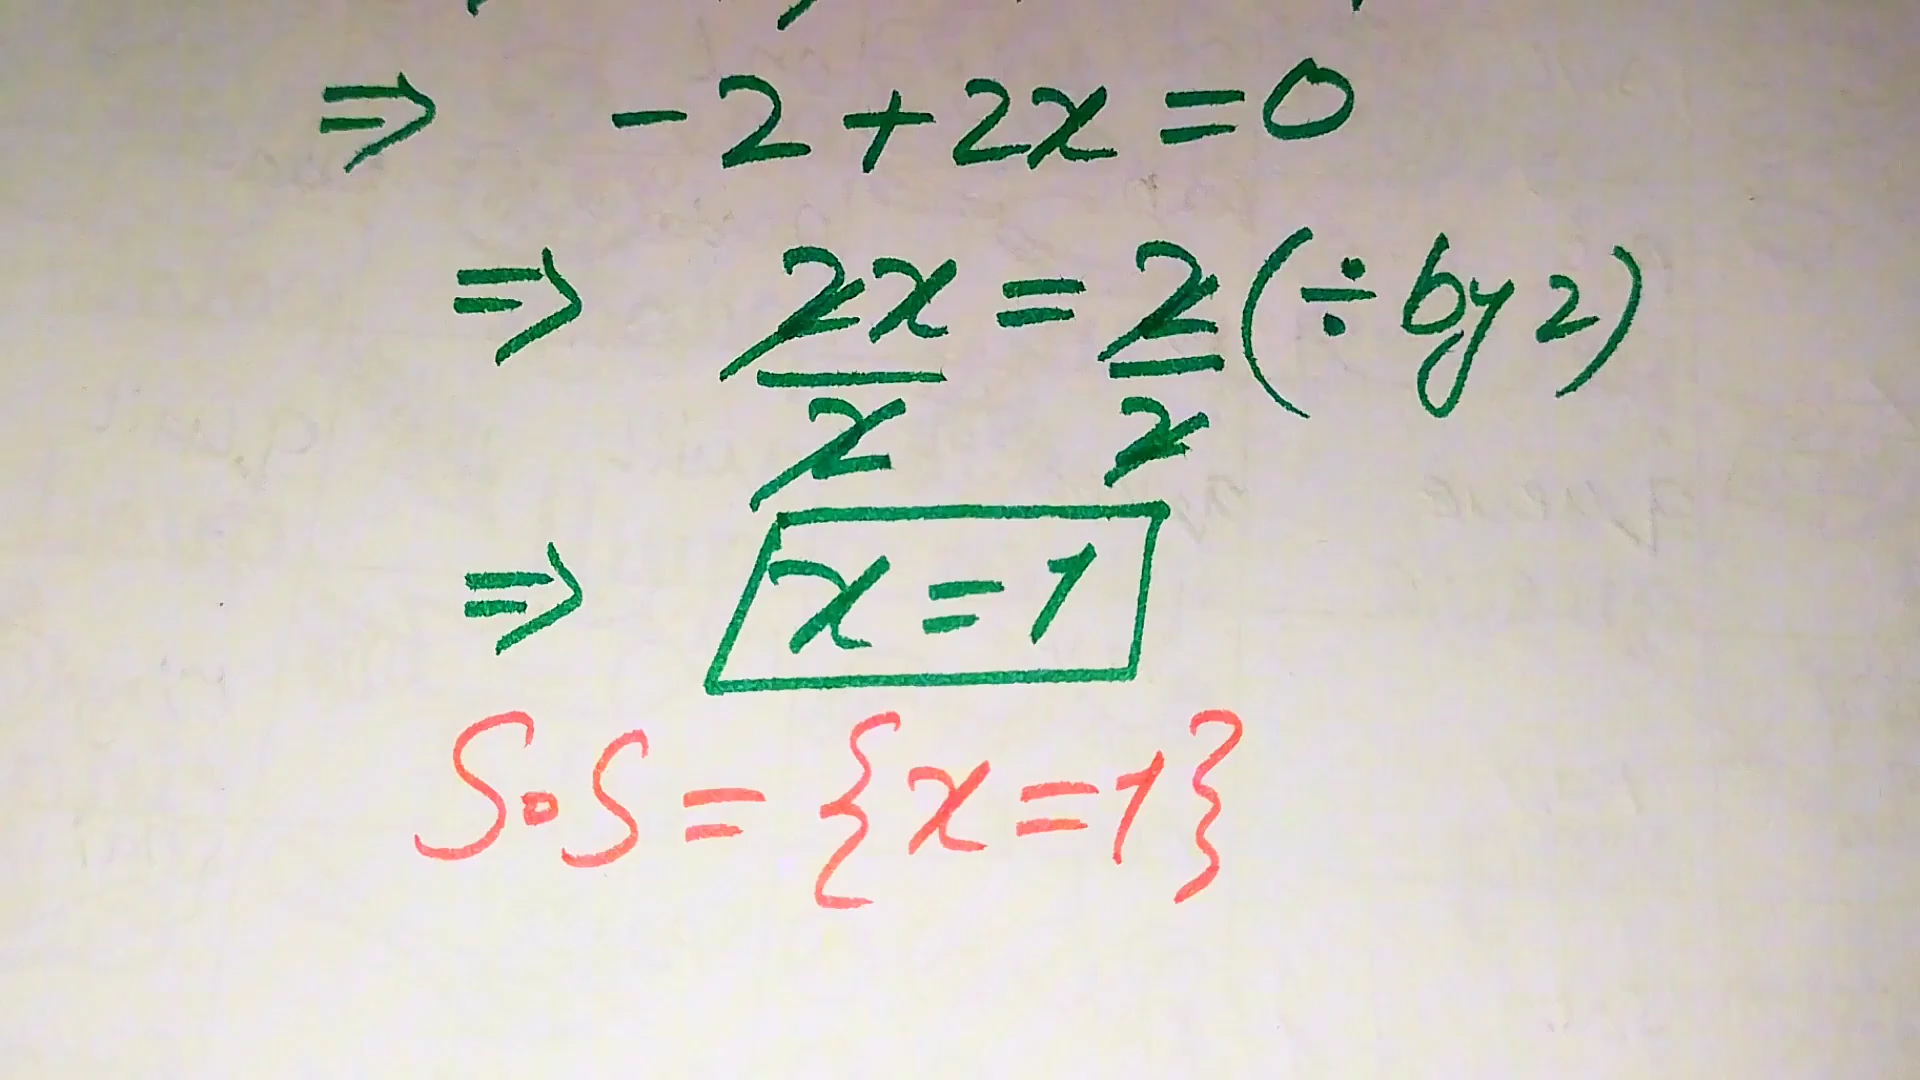 ⇒ -2+2x=0
⇒ 2x/2 = 2/2 (÷ by 2)
⇒ x=1
S.S = {x=1}